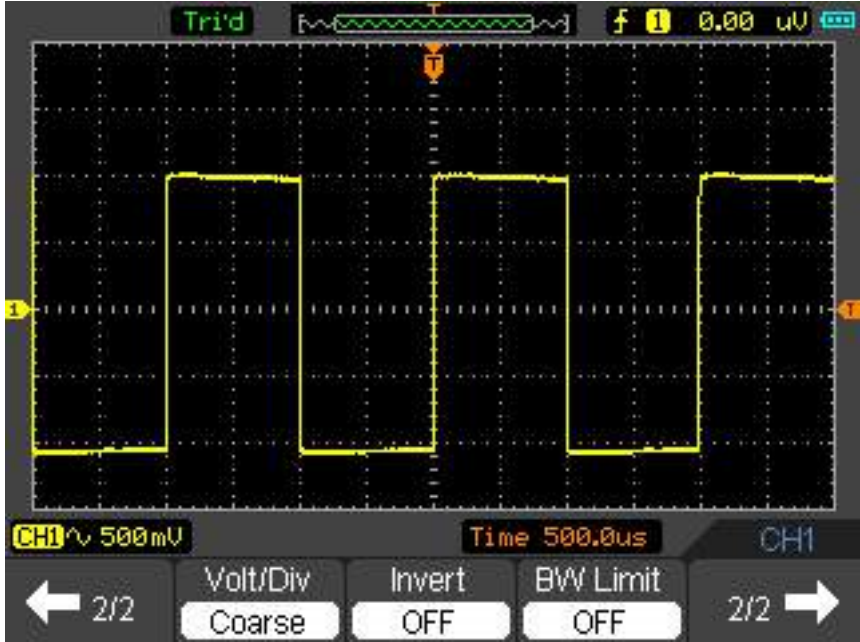 Tri'd T 1 0.00 uV
T
1 T
CH1 500mV Time 500.0us CH1
2/2 Volt/Div Invert BW Limit 2/2
Coarse OFF OFF